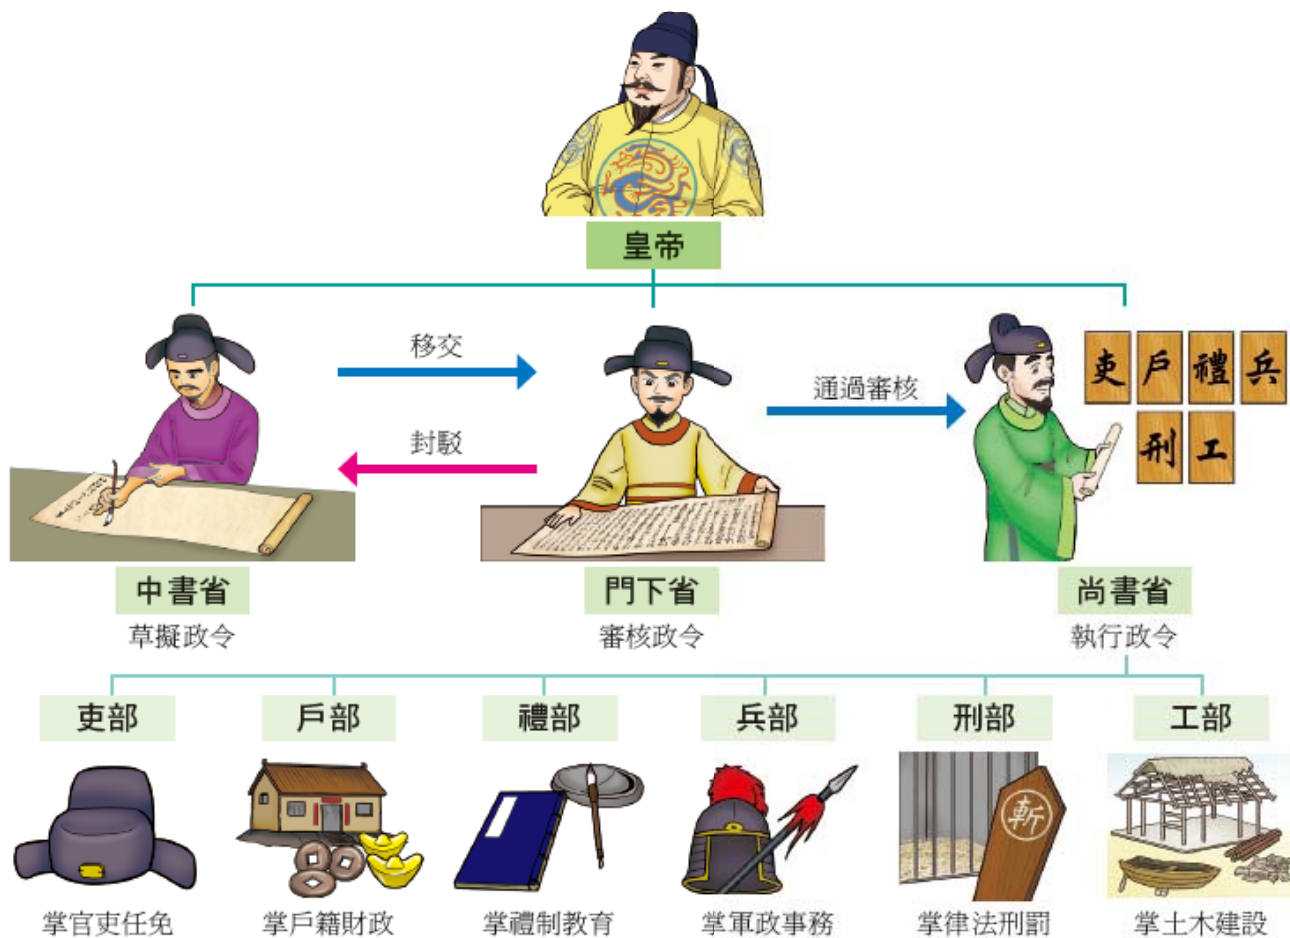 皇帝
移交
封駁
通過審核
吏
戶
禮
兵
刑
工
中書省
門下省
尚書省
草擬政令
審核政令
執行政令
吏部
戶部
禮部
兵部
刑部
工部
斬
掌官吏任免
掌戶籍財政
掌禮制教育
掌軍政事務
掌律法刑罰
掌土木建設